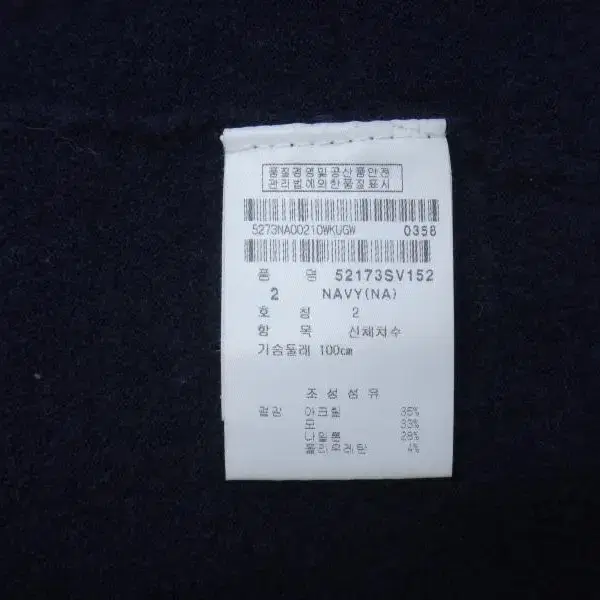 품질경영및공산품안전
관리법에의한품질표시
5273NA00210WKUGW 0358
품 명 52173SV152
2 NAVY(NA)
호 칭 2
항 목 신체치수
가슴둘레 100cm
조성섬유
겉감 아크릴 35%
모 33%
나일론 28%
폴리우레탄 4%